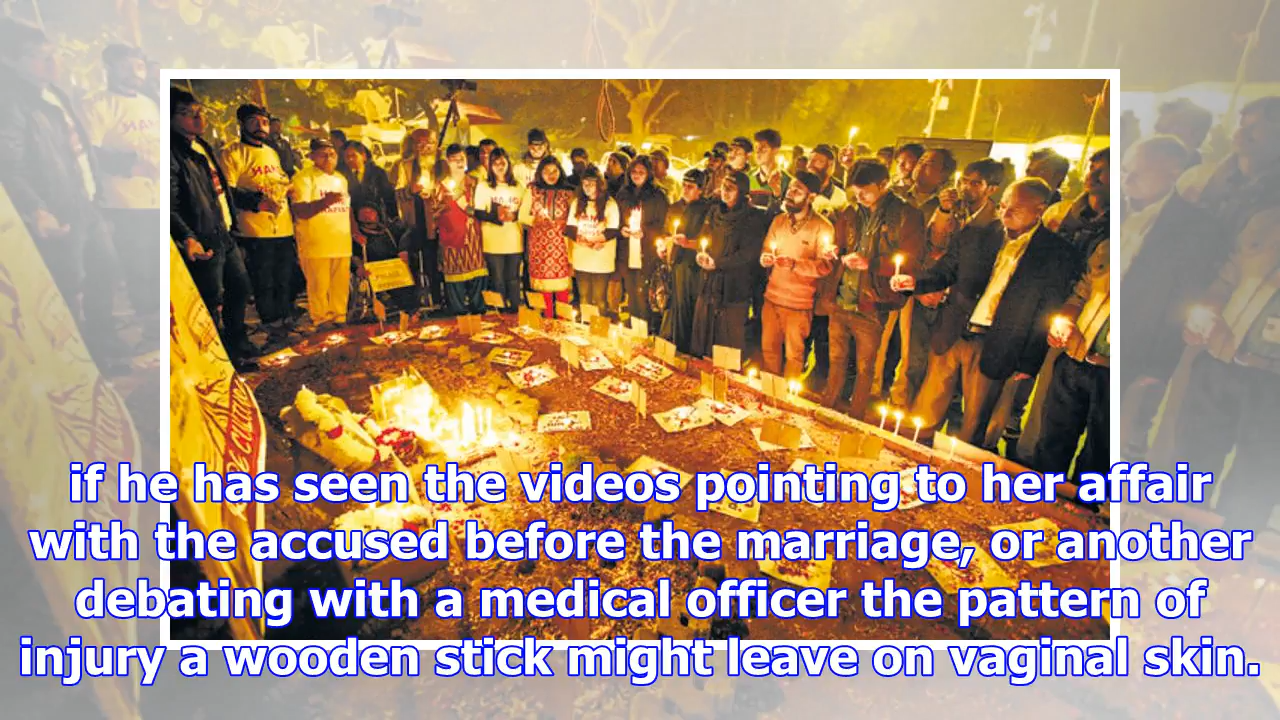 if he has seen the videos pointing to her affair
with the accused before the marriage, or another
debating with a medical officer the pattern of
injury a wooden stick might leave on vaginal skin.